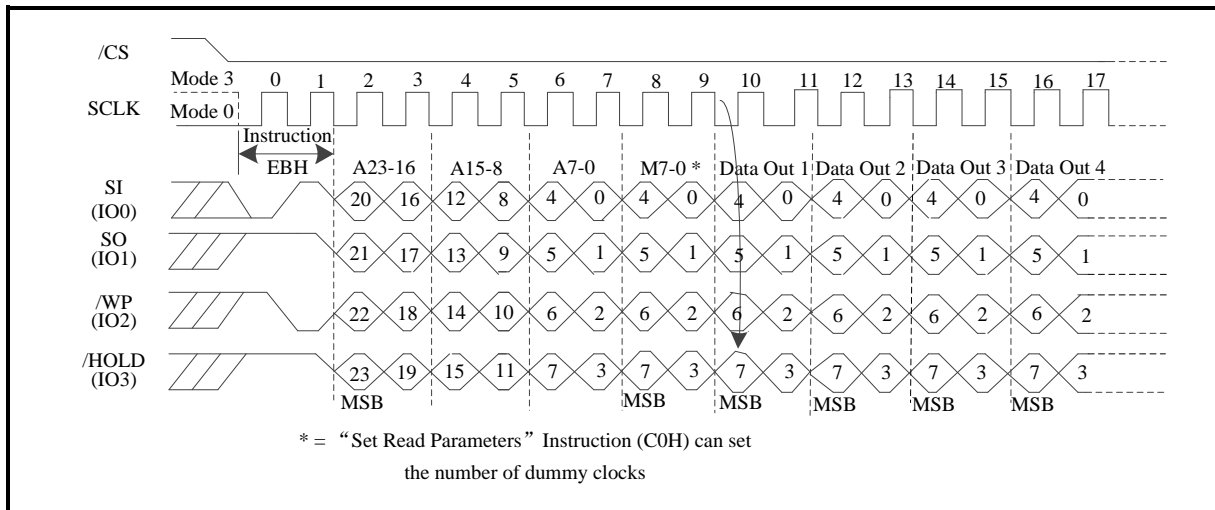 /CS
Mode 3 0 1 2 3 4 5 6 7 8 9 10 11 12 13 14 15 16 17
SCLK Mode 0
Instruction
EBH A23-16 A15-8 A7-0 M7-0 * Data Out 1 Data Out 2 Data Out 3 Data Out 4
SI
(IO0) 20 16 12 8 4 0 4 0 4 0 4 0 4 0 4 0
SO
(IO1) 21 17 13 9 5 1 5 1 5 1 5 1 5 1 5 1
/WP
(IO2) 22 18 14 10 6 2 6 2 6 2 6 2 6 2 6 2
/HOLD
(IO3) 23 19 15 11 7 3 7 3 7 3 7 3 7 3 7 3
MSB MSB MSB MSB MSB MSB
* = “Set Read Parameters” Instruction (C0H) can set
the number of dummy clocks